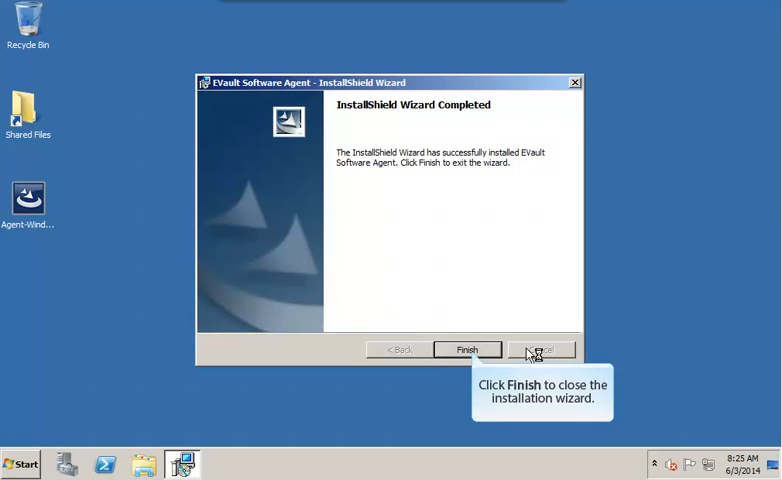 Recycle Bin
Shared Files
Agent-Wind...
EVault Software Agent - InstallShield Wizard
InstallShield Wizard Completed
The InstallShield Wizard has successfully installed EVault
Software Agent. Click Finish to exit the wizard.
< Back
Finish
Click Finish to close the
installation wizard.
Start
8:25 AM
6/3/2014